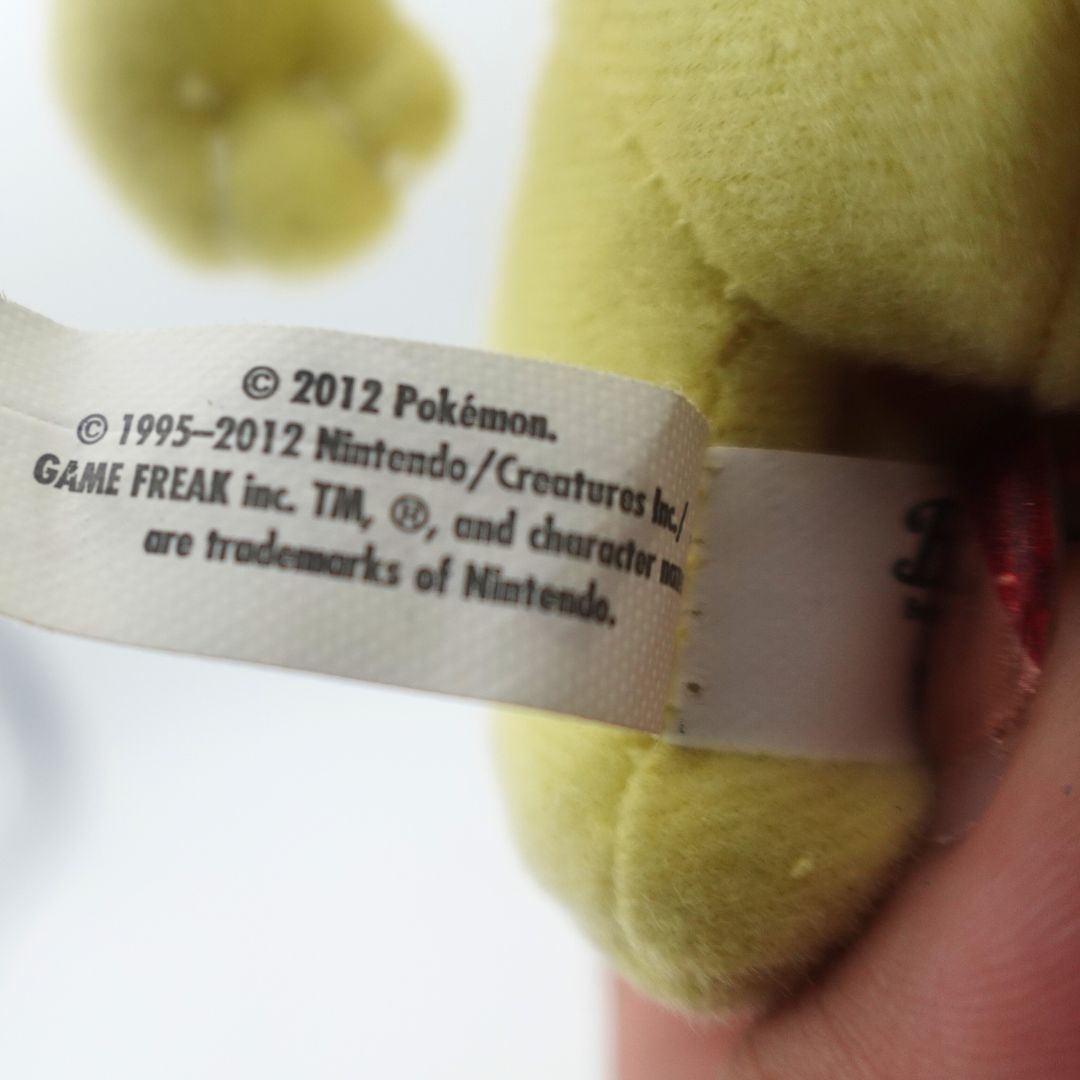 © 2012 Pokémon.
© 1995–2012 Nintendo/Creatures Inc./
GAME FREAK inc. TM, ®, and character
are trademarks of Nintendo.